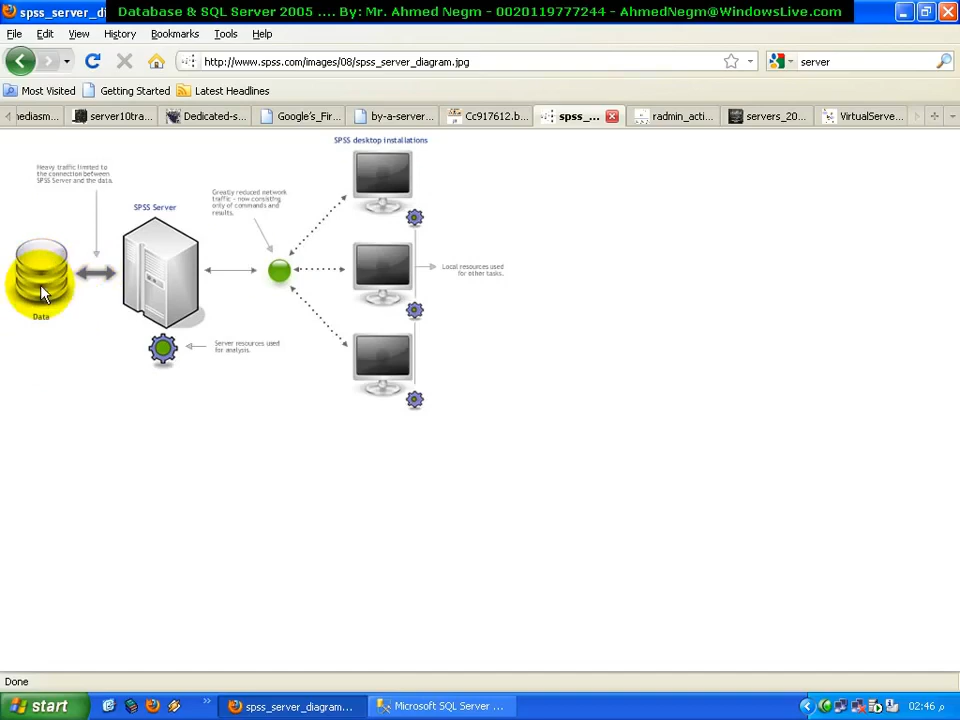 spss_server_di
Database & SQL Server 2005 .... By: Mr. Ahmed Negm - 0020119777244 - AhmedNegm@WindowsLive.com
File Edit View History Bookmarks Tools Help
http://www.spss.com/images/08/spss_server_diagram.jpg
server
Most Visited Getting Started Latest Headlines
nediasm... server10tra... Dedicated-s... Google's_Fir... by-a-server... Cc917612.b... spss_... radmin_acti... servers_20... VirtualServe...
SPSS desktop installations
Heavy traffic limited to
the connection between
SPSS Server and the data.
Greatly reduced network
traffic - now consisting
only of commands and
results.
SPSS Server
Local resources used
for other tasks.
Data
Server resources used
for analysis.
Done
start spss_server_diagram... Microsoft SQL Server ... 02:46 م